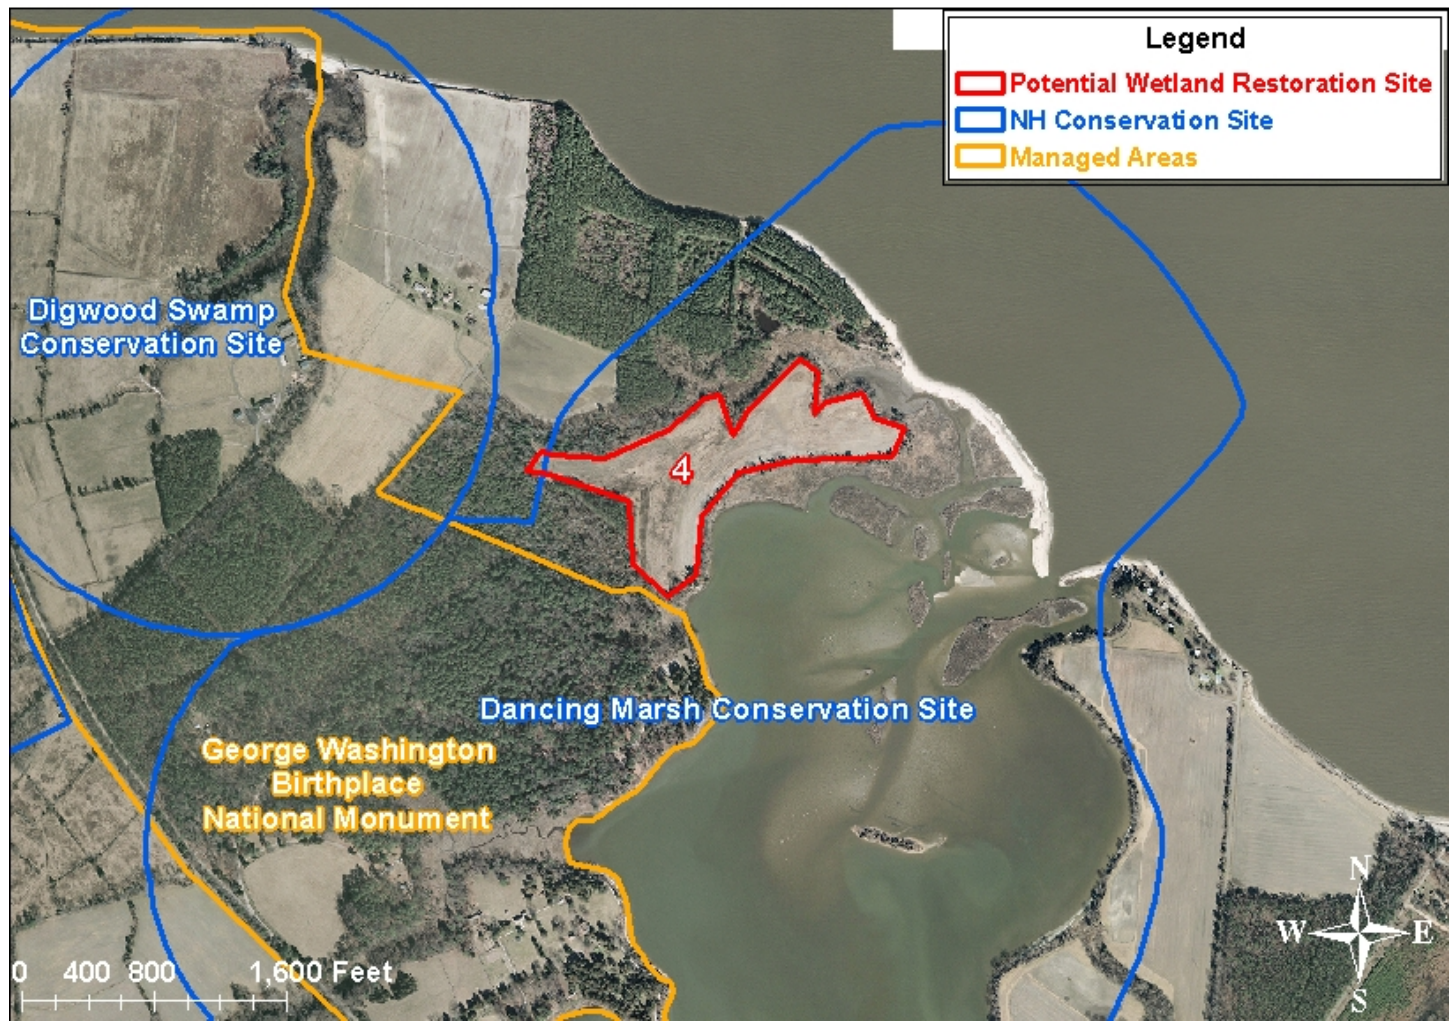 Legend
Potential Wetland Restoration Site
NH Conservation Site
Managed Areas
Digwood Swamp
Conservation Site
4
Dancing Marsh Conservation Site
George Washington
Birthplace
National Monument
N
W E
S
0 400 800 1,600 Feet